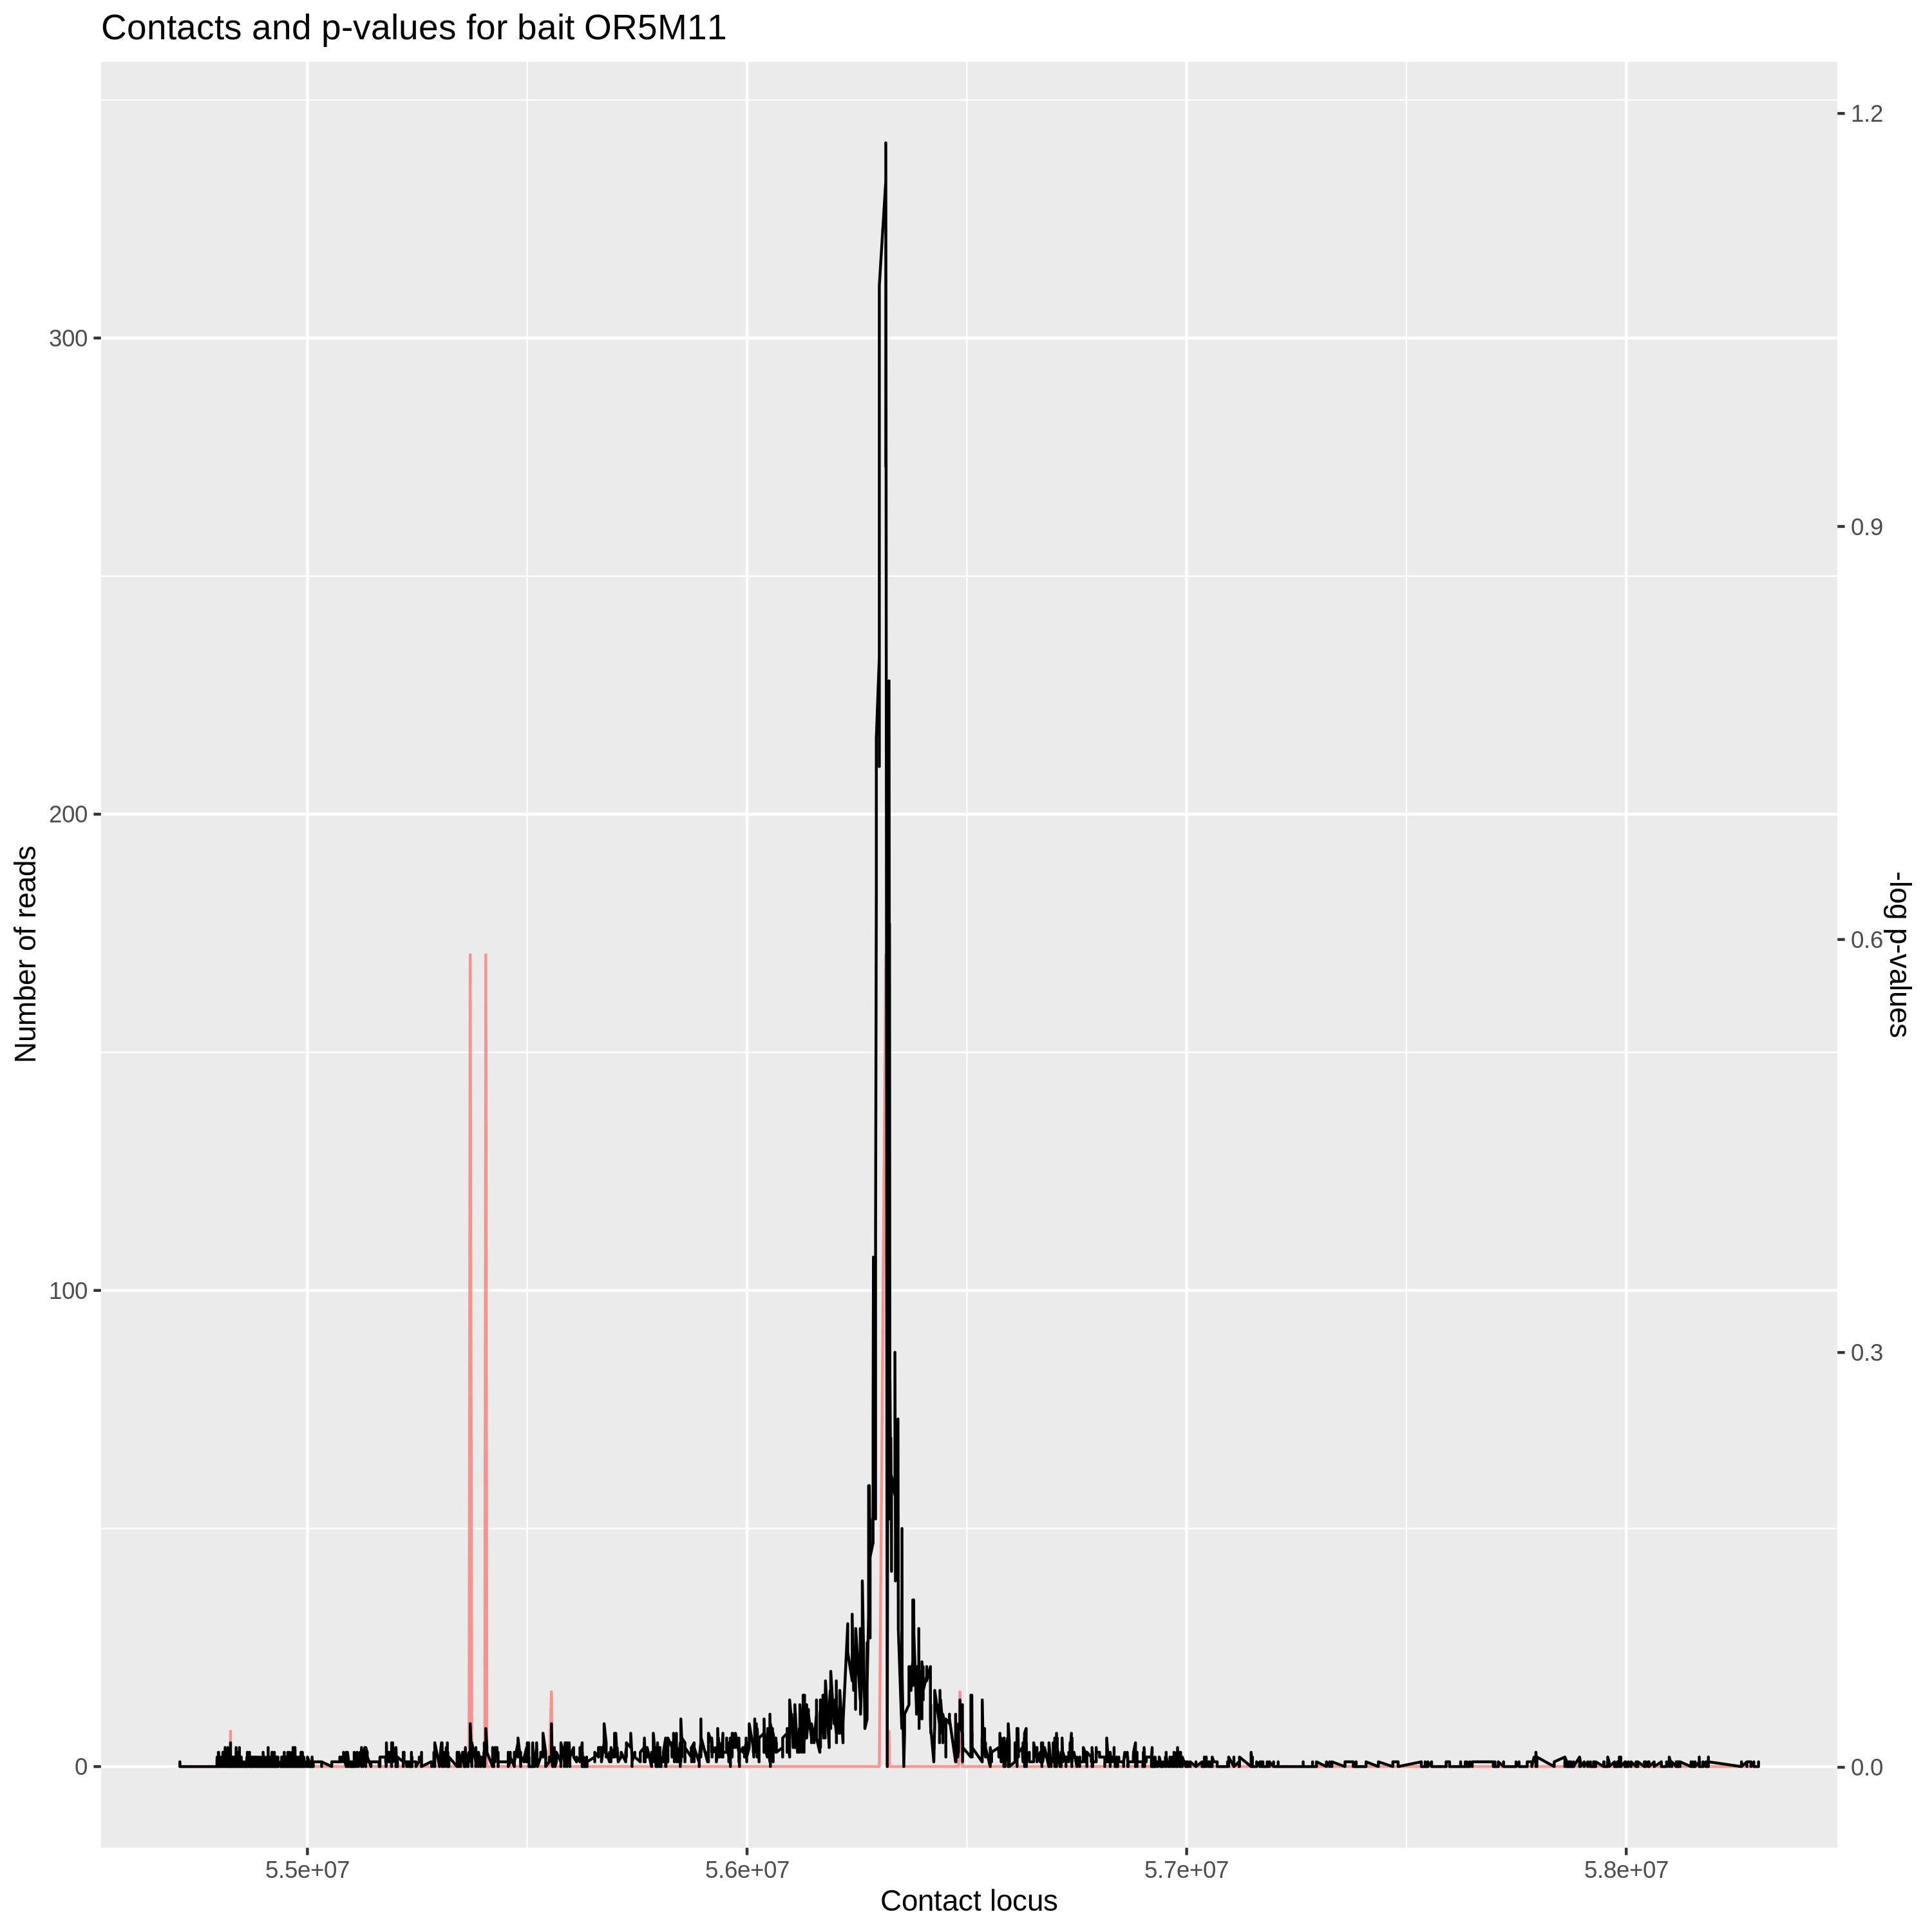 Contacts and p-values for bait OR5M11
Number of reads
300
200
100
0
1.2
0.9
0.6
0.3
0.0
-log p-values
5.5e+07
5.6e+07
5.7e+07
5.8e+07
Contact locus